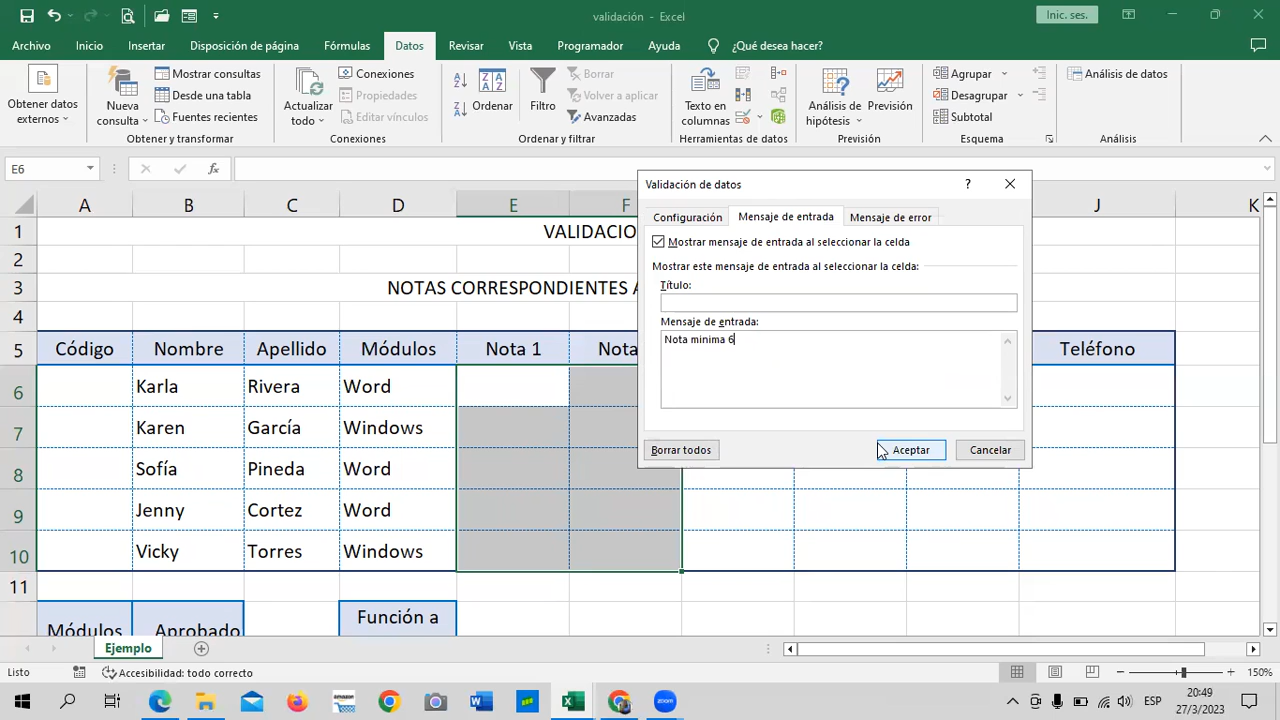 validación - Excel
Inic. ses.
Archivo Inicio Insertar Disposición de página Fórmulas Datos Revisar Vista Programador Ayuda ¿Qué desea hacer?
Obtener datos externos
Nueva consulta
Mostrar consultas
Desde una tabla
Fuentes recientes
Obtener y transformar
Actualizar todo
Conexiones
Propiedades
Editar vínculos
Conexiones
Ordenar
Filtro
Borrar
Volver a aplicar
Avanzadas
Ordenar y filtrar
Texto en columnas
Herramientas de datos
Análisis de hipótesis
Previsión
Previsión
Agrupar
Desagrupar
Subtotal
Esquema
Análisis de datos
Análisis
E6
fx
A B C D E F J K
1 VALIDACIO
2
3 NOTAS CORRESPONDIENTES A
4
5 Código Nombre Apellido Módulos Nota 1 Nota Teléfono
6 Karla Rivera Word
7 Karen García Windows
8 Sofía Pineda Word
9 Jenny Cortez Word
10 Vicky Torres Windows
11
Módulos Aprobado Función a
Validación de datos
?
Configuración Mensaje de entrada Mensaje de error
Mostrar mensaje de entrada al seleccionar la celda
Mostrar este mensaje de entrada al seleccionar la celda:
Título:
Mensaje de entrada:
Nota minima 6
Borrar todos Aceptar Cancelar
Ejemplo
Listo Accesibilidad: todo correcto 150%
amazon
W
zoom
ESP
20:49
27/3/2023